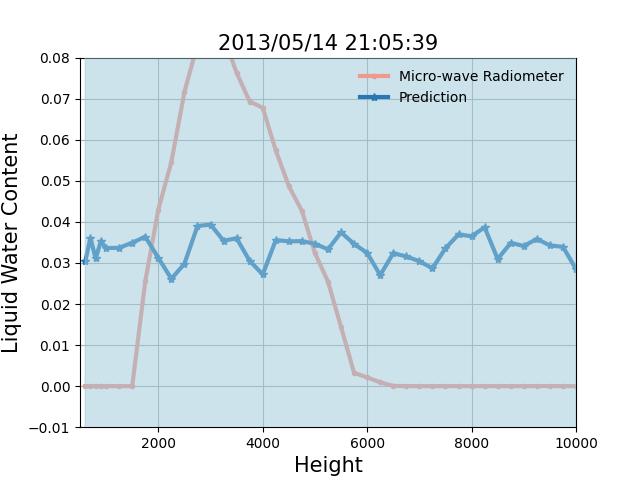 2013/05/14 21:05:39
Liquid Water Content
0.08
0.07
0.06
0.05
0.04
0.03
0.02
0.01
0.00
−0.01
Micro-wave Radiometer
Prediction
2000 4000 6000 8000 10000
Height